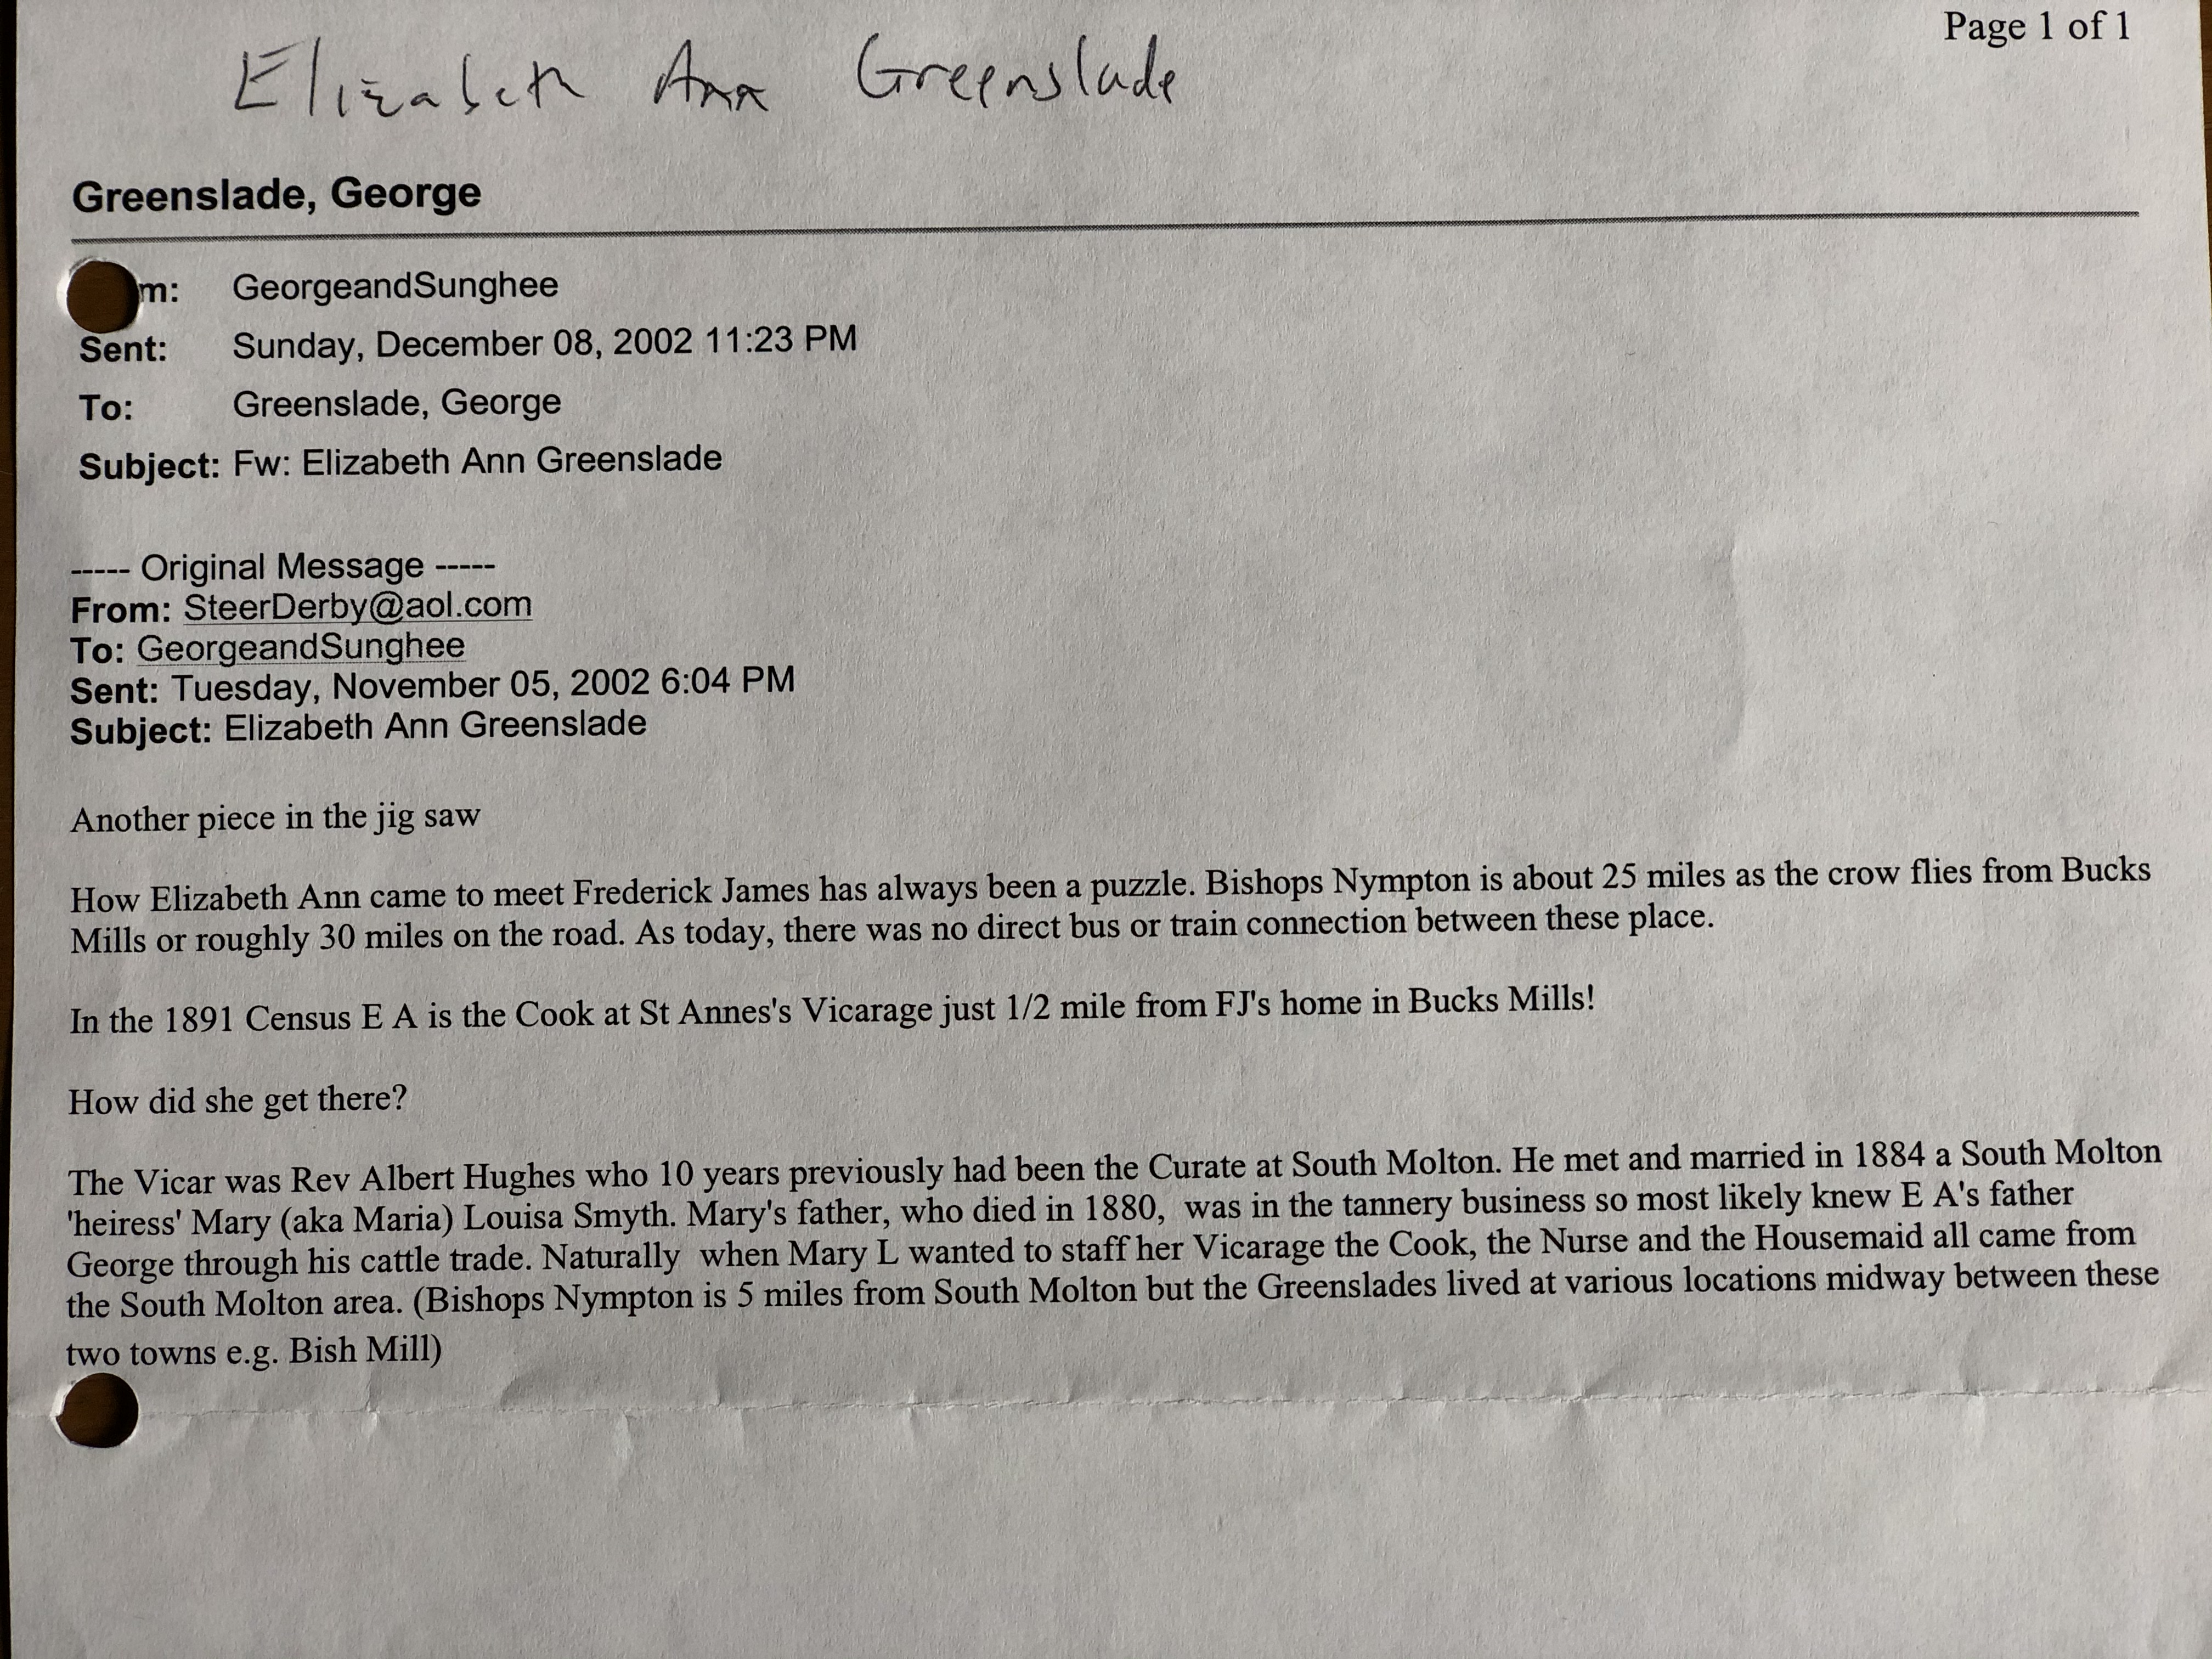 Page 1 of 1
Elizabeth Ann Greenslade
Greenslade, George
m: GeorgeandSunghee
Sent: Sunday, December 08, 2002 11:23 PM
To: Greenslade, George
Subject: Fw: Elizabeth Ann Greenslade
----- Original Message -----
From: SteerDerby@aol.com
To: GeorgeandSunghee
Sent: Tuesday, November 05, 2002 6:04 PM
Subject: Elizabeth Ann Greenslade
Another piece in the jig saw
How Elizabeth Ann came to meet Frederick James has always been a puzzle. Bishops Nympton is about 25 miles as the crow flies from Bucks
Mills or roughly 30 miles on the road. As today, there was no direct bus or train connection between these place.
In the 1891 Census E A is the Cook at St Annes's Vicarage just 1/2 mile from FJ's home in Bucks Mills!
How did she get there?
The Vicar was Rev Albert Hughes who 10 years previously had been the Curate at South Molton. He met and married in 1884 a South Molton
'heiress' Mary (aka Maria) Louisa Smyth. Mary's father, who died in 1880,  was in the tannery business so most likely knew E A's father
George through his cattle trade. Naturally  when Mary L wanted to staff her Vicarage the Cook, the Nurse and the Housemaid all came from
the South Molton area. (Bishops Nympton is 5 miles from South Molton but the Greenslades lived at various locations midway between these
two towns e.g. Bish Mill)